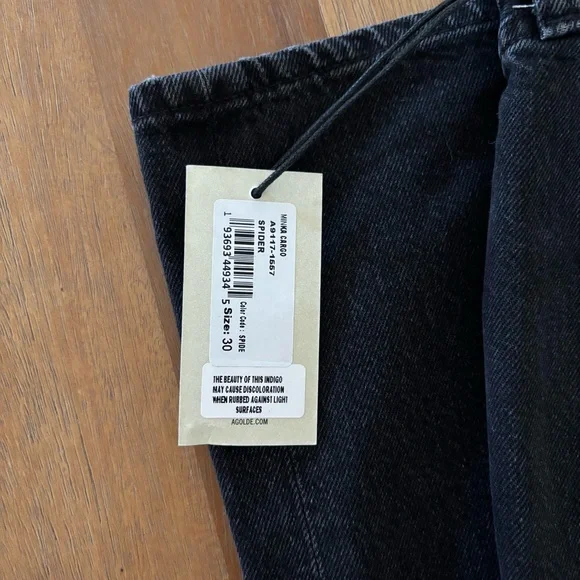 MINKA CARGO
A9117-1557
SPIDER
1 93693 44934 5
Color Code : SPIDE
Size: 30
THE BEAUTY OF THIS INDIGO
MAY CAUSE DISCOLORATION
WHEN RUBBED AGAINST LIGHT
SURFACES
AGOLDE.COM